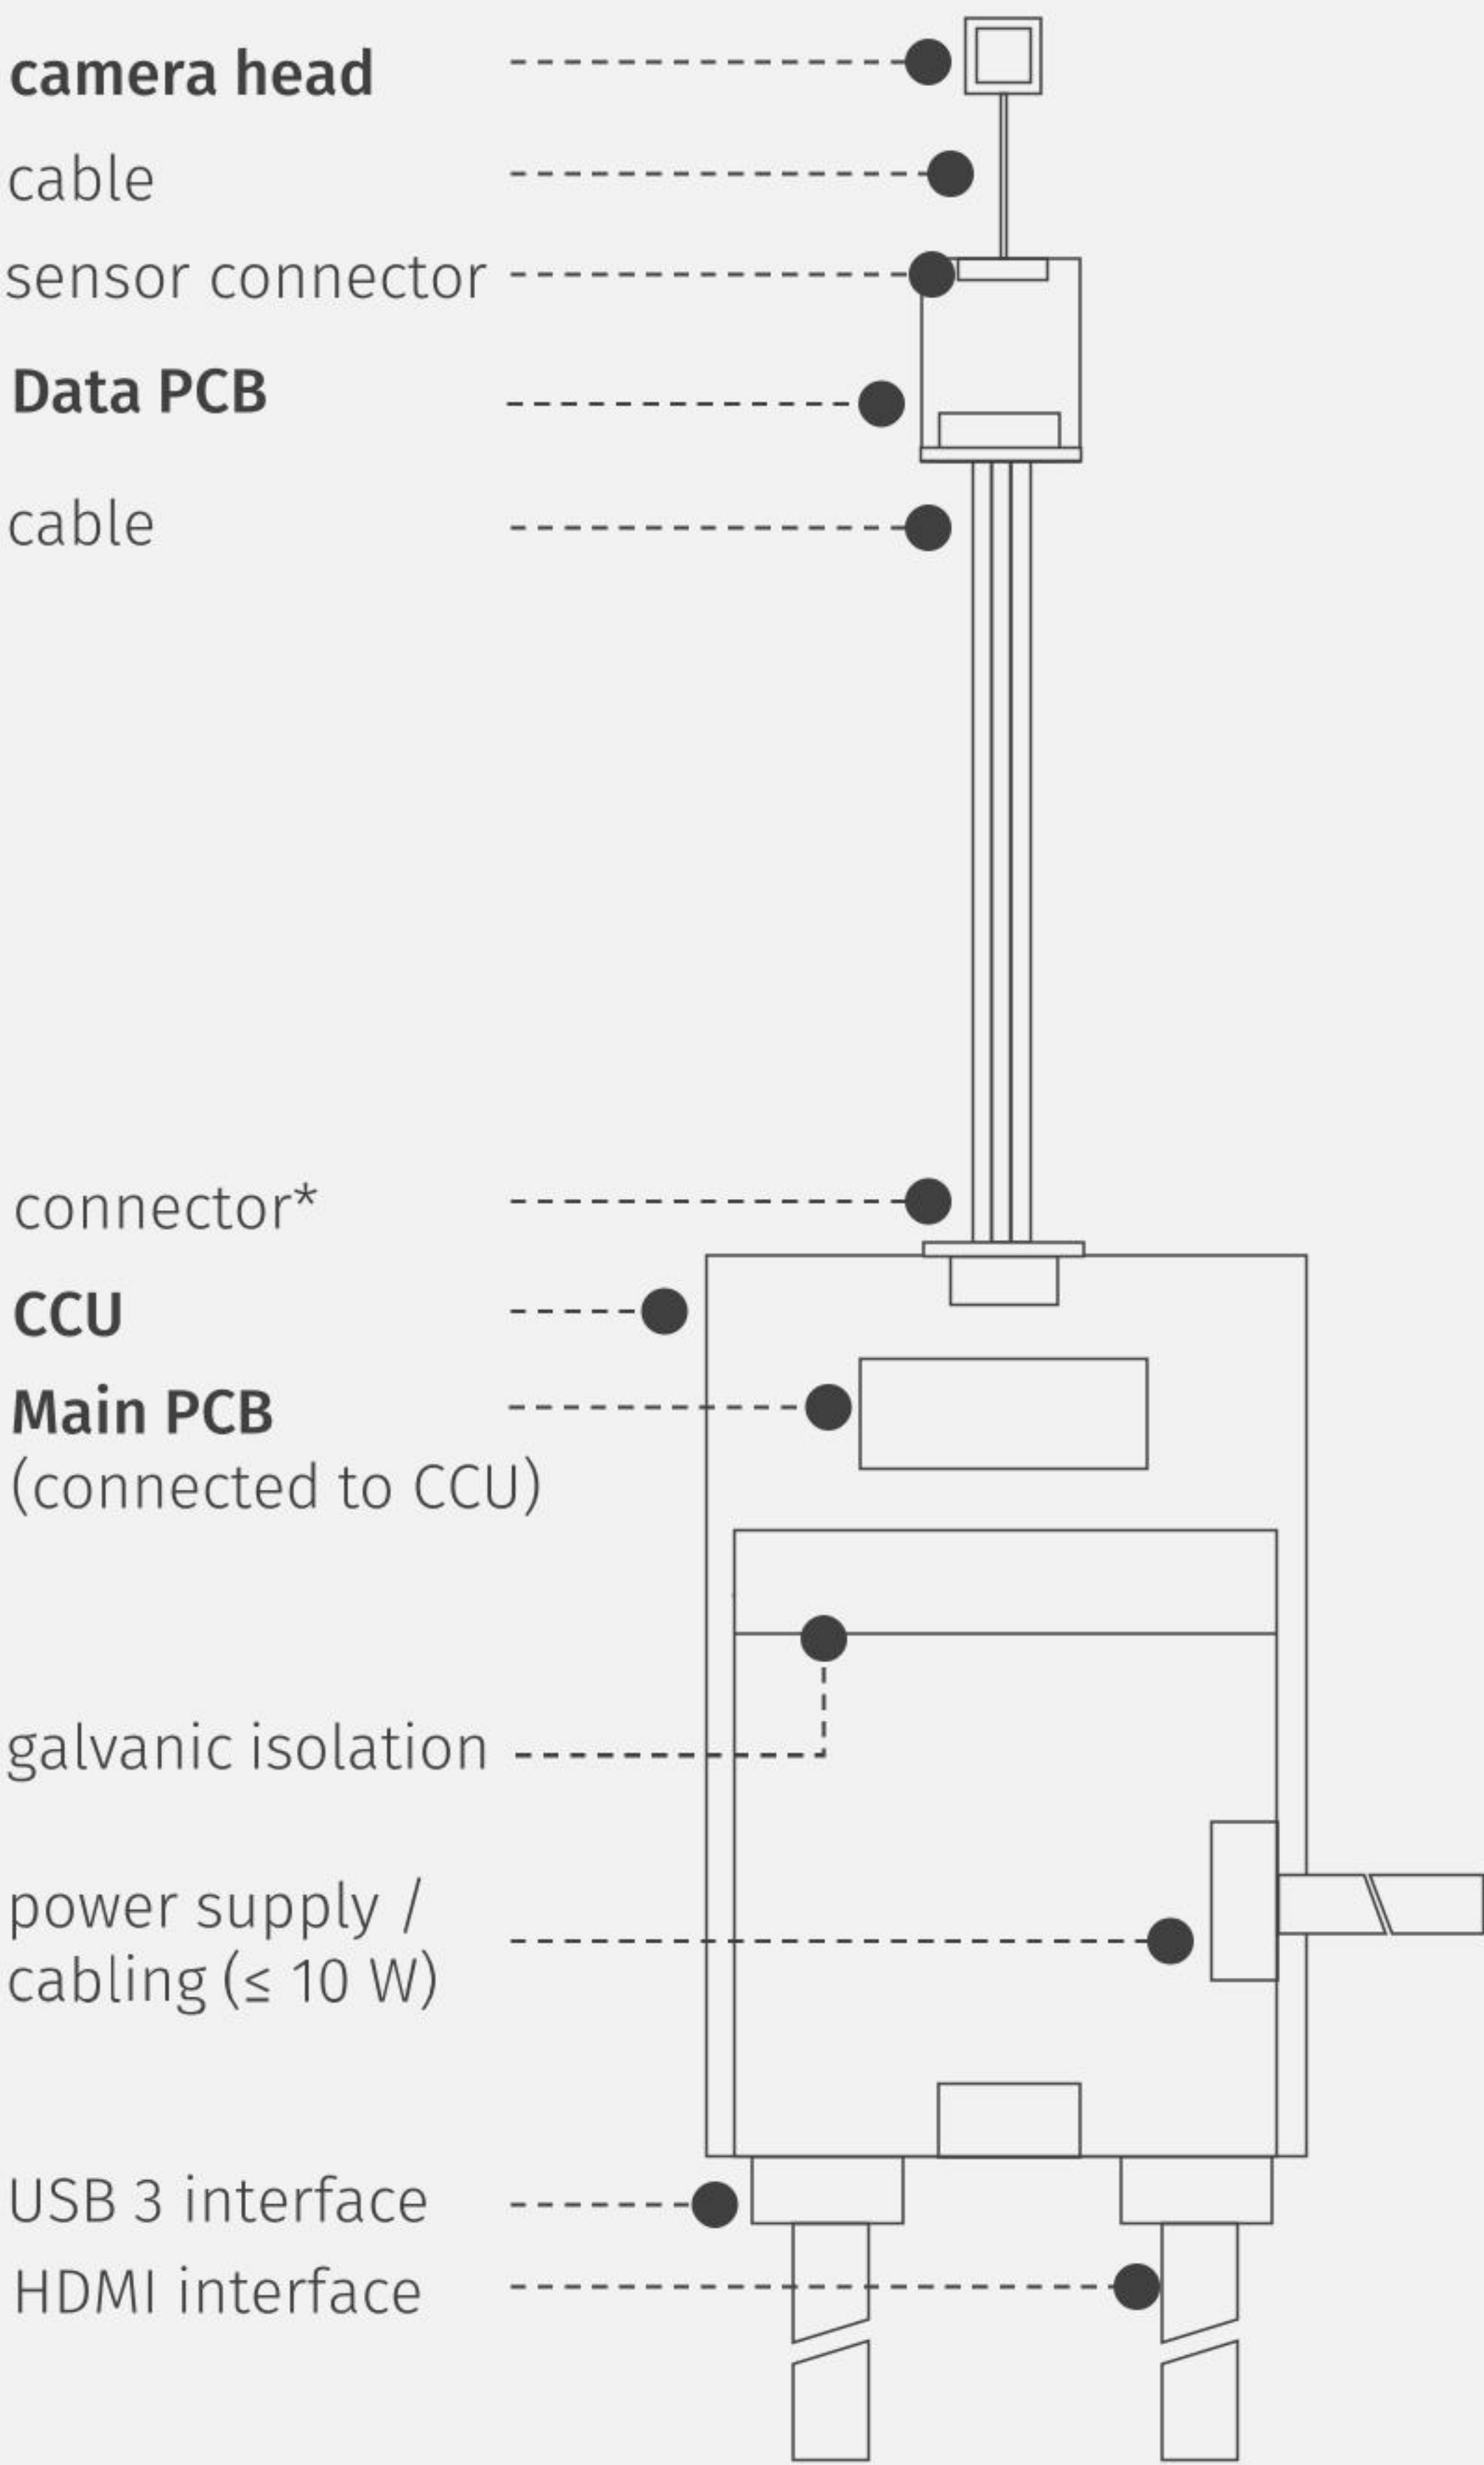 camera head
cable
sensor connector
Data PCB
cable
connector*
CCU
Main PCB
(connected to CCU)
galvanic isolation
power supply /
cabling (≤ 10 W)
USB 3 interface
HDMI interface